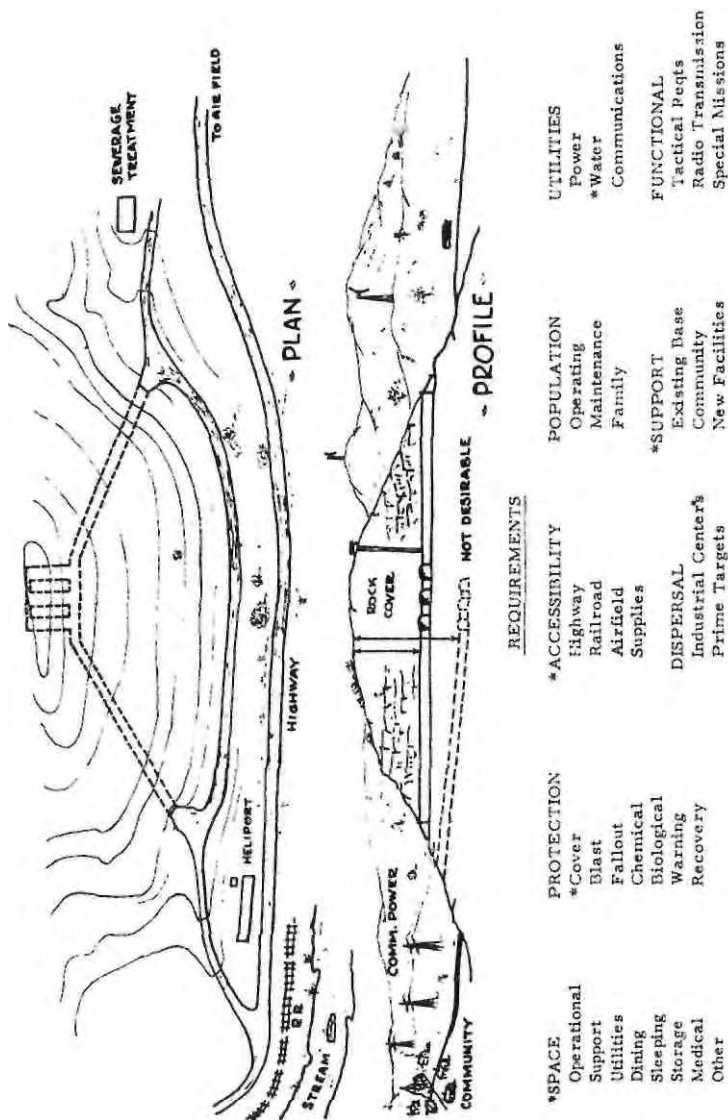 SEWERAGE
TREATMENT
TO AIR FIELD
PLAN
HIGHWAY
HELIPORT
R.R.
STREAM
PROFILE
NOT DESIRABLE
ROCK
COVER
COMM. POWER
COMMUNITY
REQUIREMENTS
*SPACE
Operational
Support
Utilities
Dining
Sleeping
Storage
Medical
Other
PROTECTION
*Cover
Blast
Fallout
Chemical
Biological
Warning
Recovery
*ACCESSIBILITY
Highway
Railroad
Airfield
Supplies
DISPERSAL
Industrial Center's
Prime Targets
POPULATION
Operating
Maintenance
Family
*SUPPORT
Existing Base
Community
New Facilities
UTILITIES
Power
*Water
Communications
FUNCTIONAL
Tactical Reqts
Radio Transmission
Special Missions